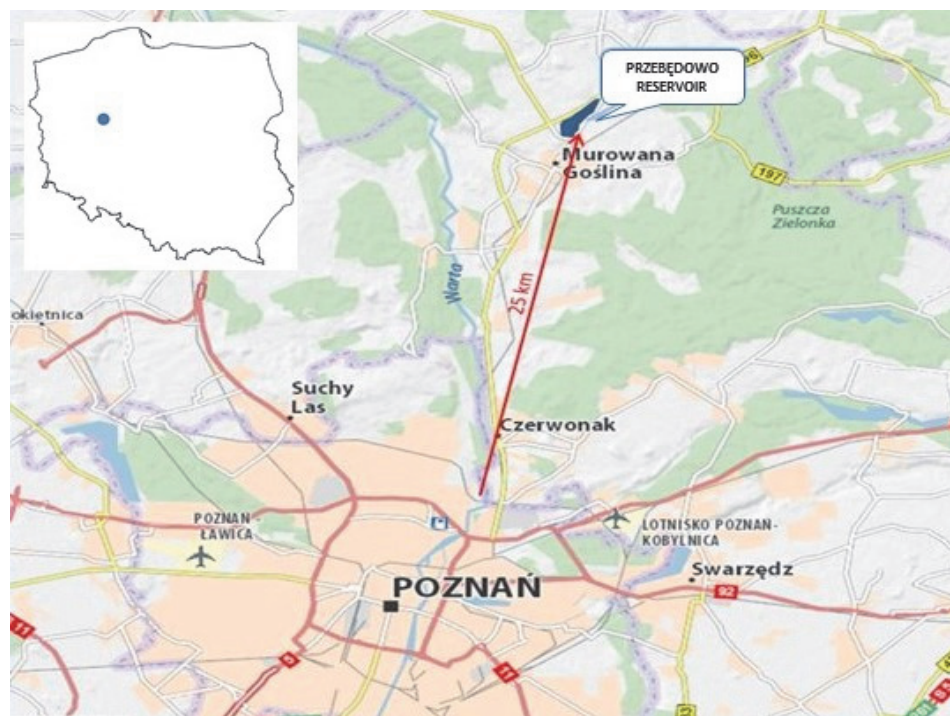 PRZEBĘDOWO
RESERVOIR
96
Murowana
Goślina
197
Puszcza
Zielonka
Warta
25 km
okietnica
Suchy
Las
Czerwonak
POZNAŃ -
ŁAWICA
LOTNISKO POZNAŃ-
KOBYLNICA
Swarzędz
POZNAŃ
92
11
5
11